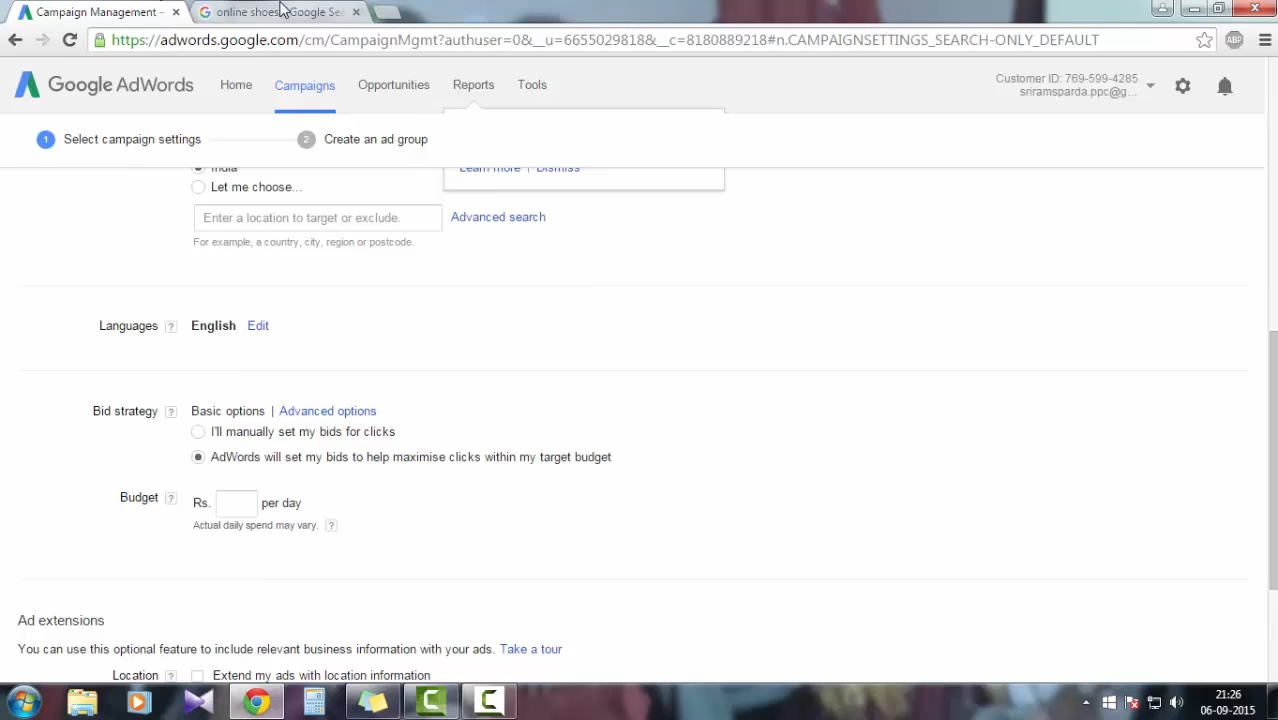 Campaign Management –
online shoes - Google Sea
https://adwords.google.com/cm/CampaignMgmt?authuser=0&__u=6655029818&__c=8180889218#n.CAMPAIGNSETTINGS_SEARCH-ONLY_DEFAULT
ABP
Google AdWords
Home
Campaigns
Opportunities
Reports
Tools
Customer ID: 769-599-4285
sriramsparda.ppc@g...
1 Select campaign settings
2 Create an ad group
India
Learn more | Dismiss
Let me choose...
Enter a location to target or exclude.
Advanced search
For example, a country, city, region or postcode.
Languages ? English Edit
Bid strategy ? Basic options | Advanced options
I'll manually set my bids for clicks
AdWords will set my bids to help maximise clicks within my target budget
Budget ? Rs. per day
Actual daily spend may vary. ?
Ad extensions
You can use this optional feature to include relevant business information with your ads. Take a tour
Location ? Extend my ads with location information
21:26
06-09-2015